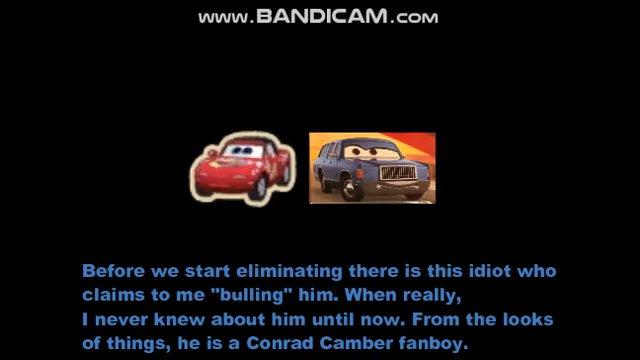 www.BANDICAM.com
Before we start eliminating there is this idiot who
claims to me "bulling" him. When really,
I never knew about him until now. From the looks
of things, he is a Conrad Camber fanboy.